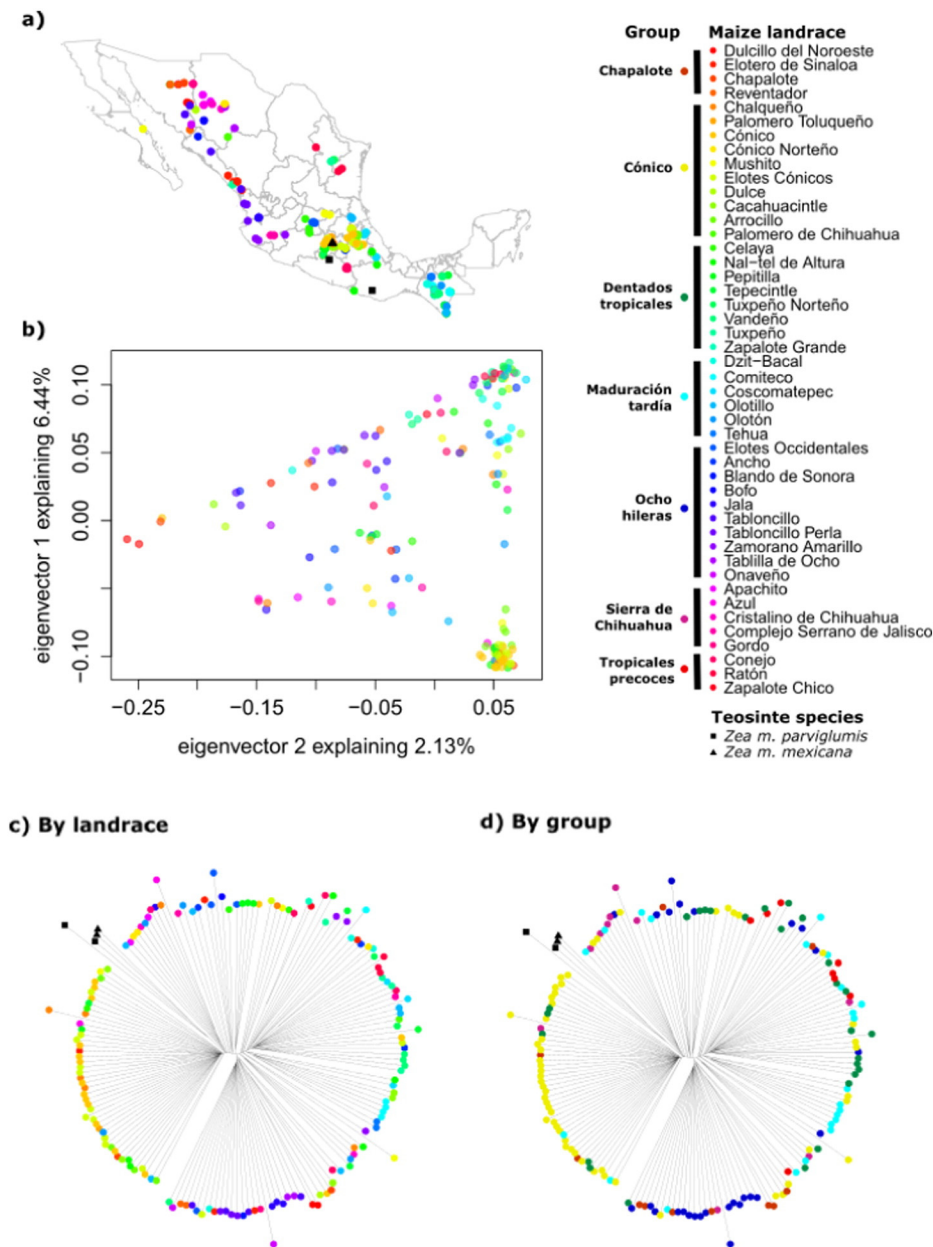 a)
Group Maize landrace
Dulcillo del Noroeste
Elotero de Sinaloa
Chapalote Chapalote
Reventador
Chalqueño
Palomero Toluqueño
Cónico
Cónico Norteño
Cónico Mushito
Elotes Cónicos
Dulce
Cacahuacintle
Arrocillo
Palomero de Chihuahua
Celaya
Nal−tel de Altura
Pepitilla
Dentados Tepecintle
tropicales Tuxpeño Norteño
Vandeño
Tuxpeño
Zapalote Grande
Dzit−Bacal
Maduración Comiteco
tardía Coscomatepec
Olotillo
Olotón
Tehua
Elotes Occidentales
Ancho
Blando de Sonora
Ocho Bofo
hileras Jala
Tabloncillo
Tabloncillo Perla
Zamorano Amarillo
Tablilla de Ocho
Onaveño
Apachito
Sierra de Azul
Chihuahua Cristalino de Chihuahua
Complejo Serrano de Jalisco
Gordo
Tropicales Conejo
precoces Ratón
Zapalote Chico
Teosinte species
Zea m. parviglumis
Zea m. mexicana
b)
eigenvector 1 explaining 6.44%
0.10
0.05
0.00
−0.10
−0.25 −0.15 −0.05 0.05
eigenvector 2 explaining 2.13%
c) By landrace
d) By group